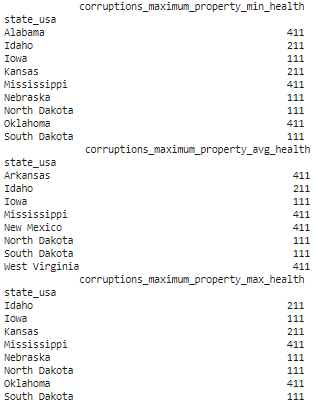 corruptions_maximum_property_min_health
state_usa
Alabama 411
Idaho 211
Iowa 111
Kansas 211
Mississippi 411
Nebraska 111
North Dakota 111
Oklahoma 411
South Dakota 111
corruptions_maximum_property_avg_health
state_usa
Arkansas 411
Idaho 211
Iowa 111
Mississippi 411
New Mexico 411
North Dakota 111
South Dakota 111
West Virginia 411
corruptions_maximum_property_max_health
state_usa
Idaho 211
Iowa 111
Kansas 211
Mississippi 411
Nebraska 111
North Dakota 111
Oklahoma 411
South Dakota 111